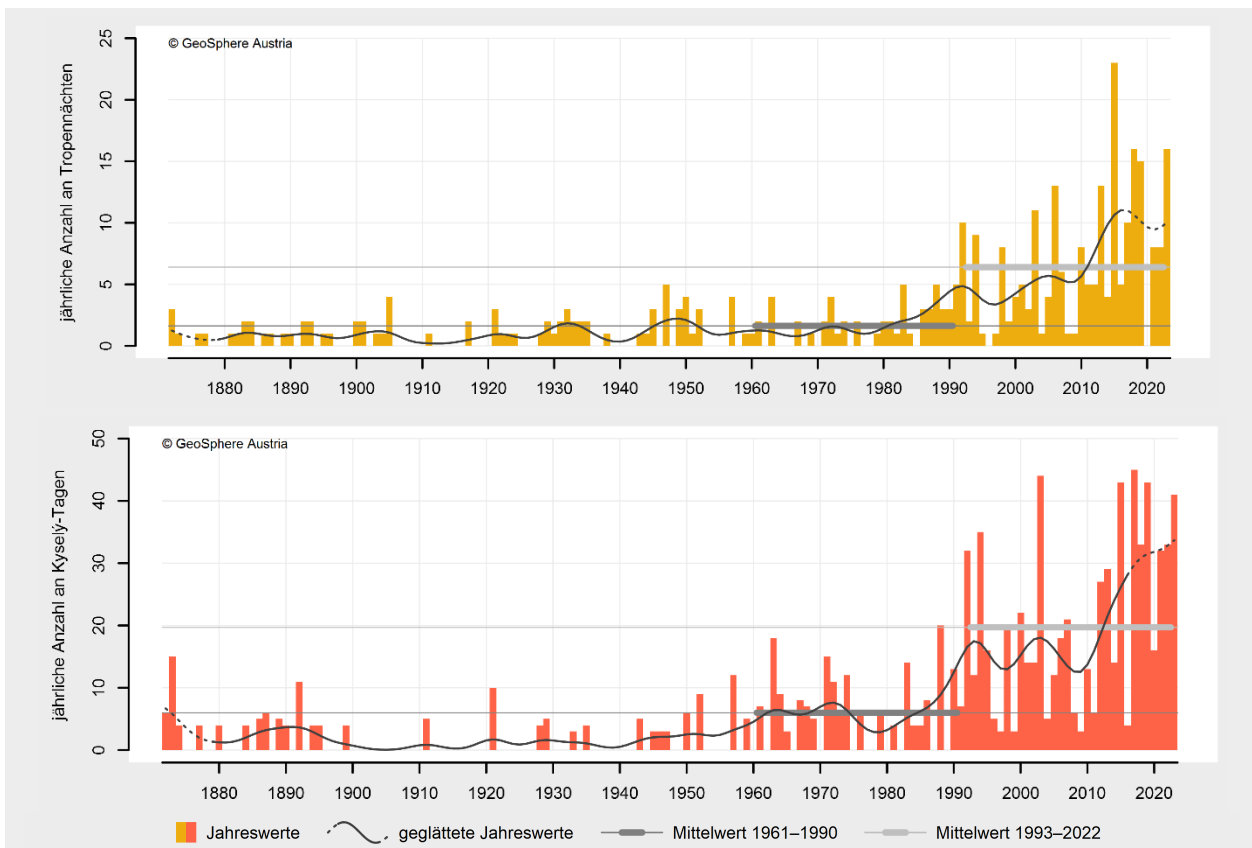 © GeoSphere Austria
jährliche Anzahl an Tropennächten
25
20
15
10
5
0
1880 1890 1900 1910 1920 1930 1940 1950 1960 1970 1980 1990 2000 2010 2020
© GeoSphere Austria
jährliche Anzahl an Kyselý-Tagen
50
40
30
20
10
0
1880 1890 1900 1910 1920 1930 1940 1950 1960 1970 1980 1990 2000 2010 2020
Jahreswerte geglättete Jahreswerte Mittelwert 1961–1990 Mittelwert 1993–2022